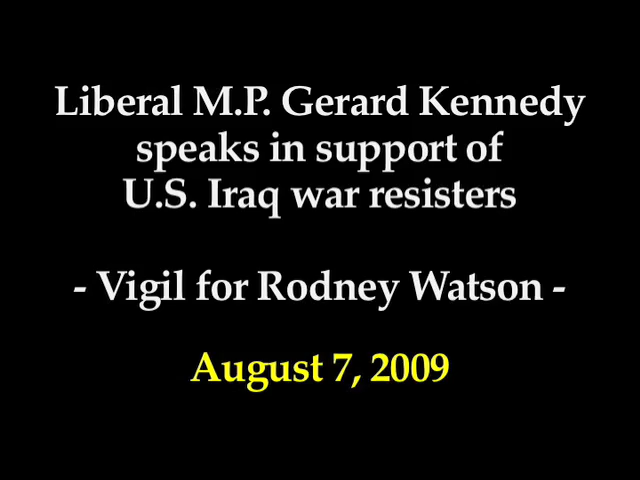 Liberal M.P. Gerard Kennedy
speaks in support of
U.S. Iraq war resisters
- Vigil for Rodney Watson -
August 7, 2009